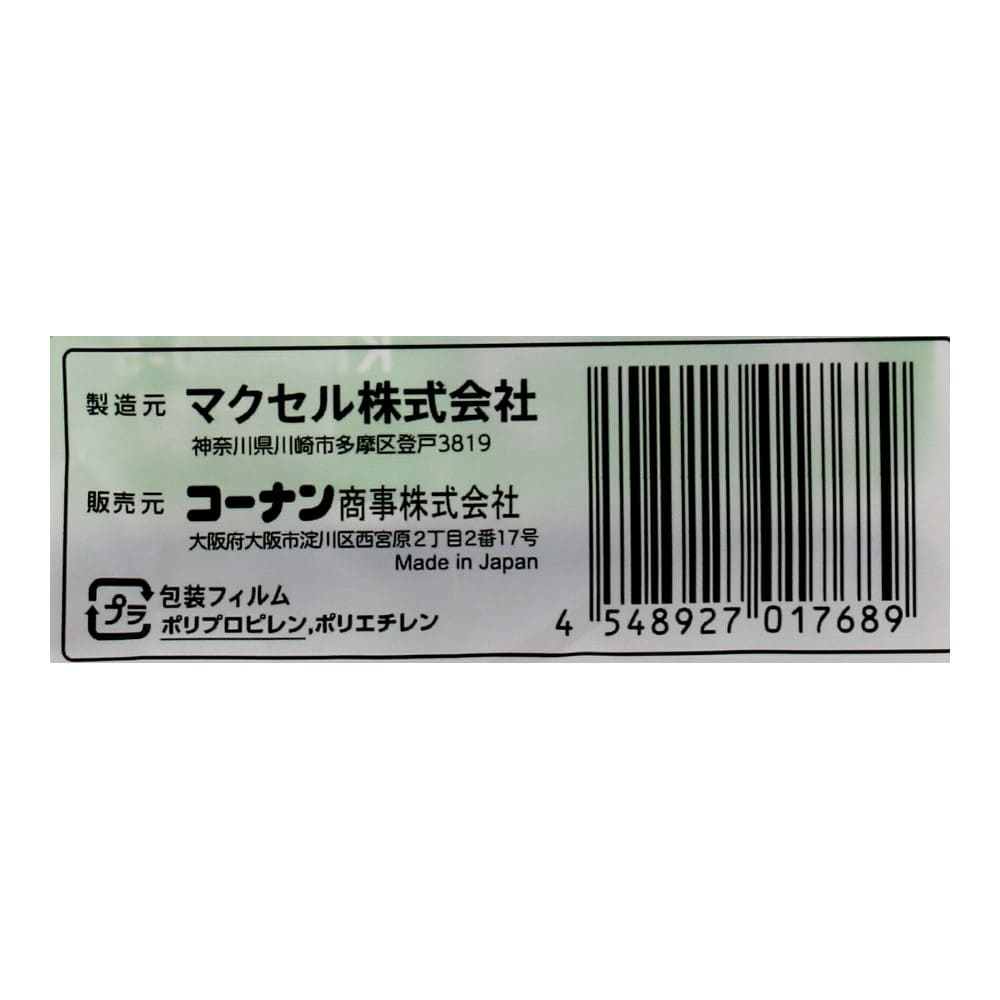 製造元 マクセル株式会社
神奈川県川崎市多摩区登戸3819
販売元 コーナン商事株式会社
大阪府大阪市淀川区西宮原2丁目2番17号
Made in Japan
プラ 包装フィルム
ポリプロピレン,ポリエチレン
4 548927 017689